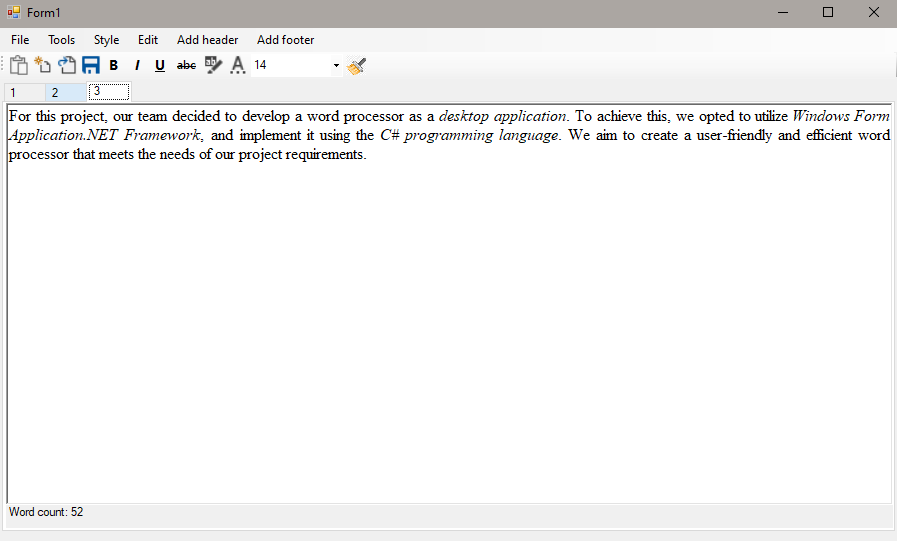 Form1
File Tools Style Edit Add header Add footer
B I U abc ab A 14
1 2 3
For this project, our team decided to develop a word processor as a desktop application. To achieve this, we opted to utilize Windows Form
Application.NET Framework, and implement it using the C# programming language. We aim to create a user-friendly and efficient word
processor that meets the needs of our project requirements.
Word count: 52